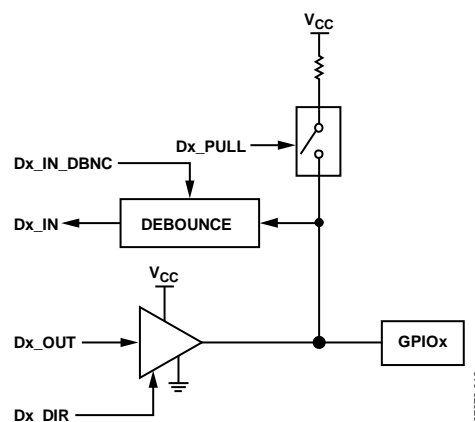 VCC
Dx_PULL
Dx_IN_DBNC
Dx_IN
DEBOUNCE
VCC
Dx_OUT
GPIOx
Dx_DIR